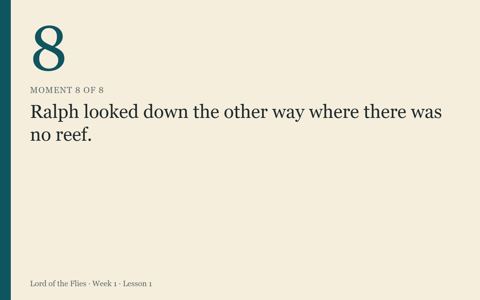 8
MOMENT 8 OF 8
Ralph looked down the other way where there was
no reef.
Lord of the Flies · Week 1 · Lesson 1